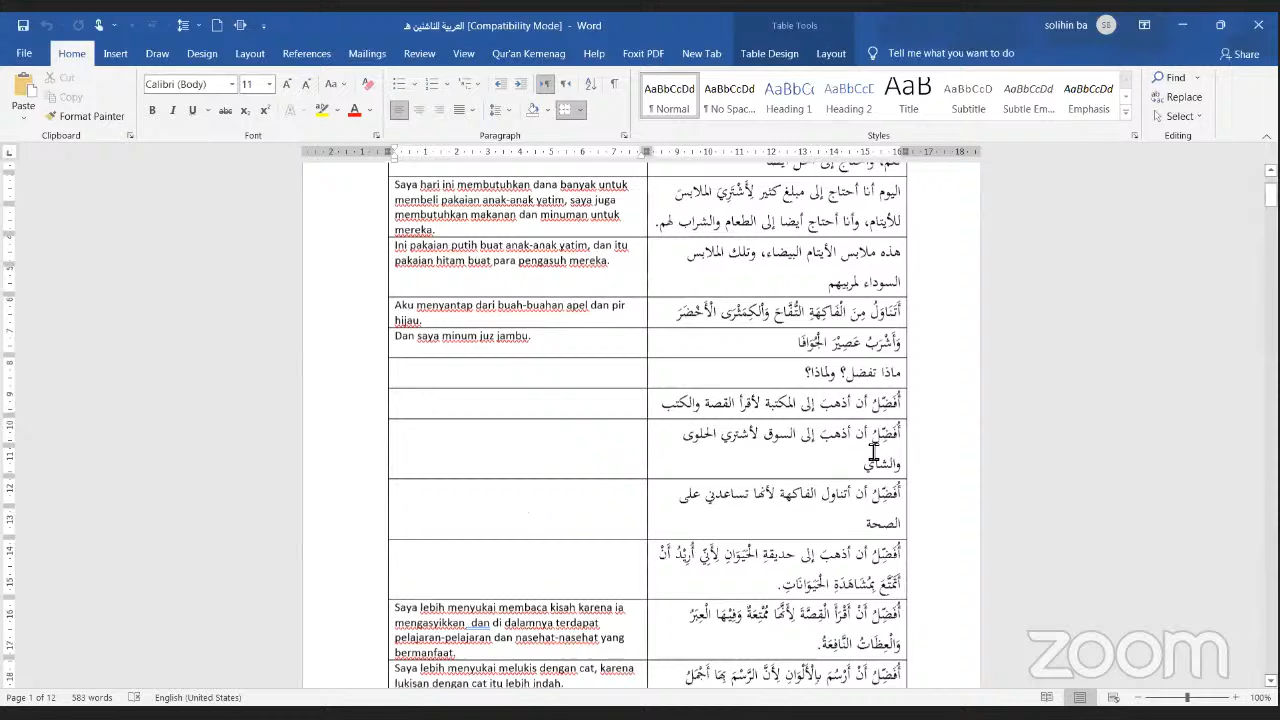 العربية للناشئين هـ [Compatibility Mode] - Word
Table Tools
solihin ba
SB
File
Home
Insert
Draw
Design
Layout
References
Mailings
Review
View
Qur'an Kemenag
Help
Foxit PDF
New Tab
Table Design
Layout
Tell me what you want to do
Share
Paste
Cut
Copy
Format Painter
Clipboard
Calibri (Body)
11
Font
Paragraph
AaBbCcDd
¶ Normal
AaBbCcDd
¶ No Spac...
AaBbCc
Heading 1
AaBbCcD
Heading 2
AaB
Title
AaBbCcD
Subtitle
AaBbCcDd
Subtle Em...
AaBbCcDd
Emphasis
Styles
Find
Replace
Select
Editing
اليوم أنا أحتاج إلى مبلغ كثير لِأَشْتَرِيَ الملابسَ
للأيتام، وأنا أحتاج أيضا إلى الطعام والشراب لهم.
Saya hari ini membutuhkan dana banyak untuk
membeli pakaian anak-anak yatim, saya juga
membutuhkan makanan dan minuman untuk
mereka.
هذه ملابس الأيتام البيضاء، وتلك الملابس
السوداء لمربيهم
Ini pakaian putih buat anak-anak yatim, dan itu
pakaian hitam buat para pengasuh mereka.
أَتَنَاوَلُ مِنَ الْفَاكِهَةِ التُّفَّاحَ وَالْكِمَثْرَى الْأَخْضَرَ
Aku menyantap dari buah-buahan apel dan pir
hijau.
وَأَشْرَبُ عَصِيْرَ الْجُوَافَا
Dan saya minum juz jambu.
ماذا تفضل؟ ولماذا؟
أُفَضِّلُ أن أذهبَ إلى المكتبة لأقرأ القصة والكتب
أُفَضِّلُ أن أذهبَ إلى السوق لأشتري الحلوى
والشاي
أُفَضِّلُ أن أتناول الفاكهة لأنها تساعدني على
الصحة
أُفَضِّلُ أن أذهبَ إلى حديقةِ الْحَيَوَانِ لِأَنِّي أُرِيْدُ أَنْ
أَتَمَتَّعَ بِمُشَاهَدَةِ الْحَيَوَانَاتِ.
أُفَضِّلُ أَنْ أَقْرَأَ الْقِصَّةَ لِأَنَّهَا مُمْتِعَةٌ وَفِيْهَا الْعِبَرُ
وَالْعِظَاتُ النَّافِعَةُ.
Saya lebih menyukai membaca kisah karena ia
mengasyikkan dan di dalamnya terdapat
pelajaran-pelajaran dan nasehat-nasehat yang
bermanfaat.
أُفَضِّلُ أَنْ أَرْسُمَ بِالْأَلْوَانِ لِأَنَّ الرَّسْمَ بِهَا أَجْمَلُ
Saya lebih menyukai melukis dengan cat, karena
lukisan dengan cat itu lebih indah.
zoom
Page 1 of 12
583 words
English (United States)
100%